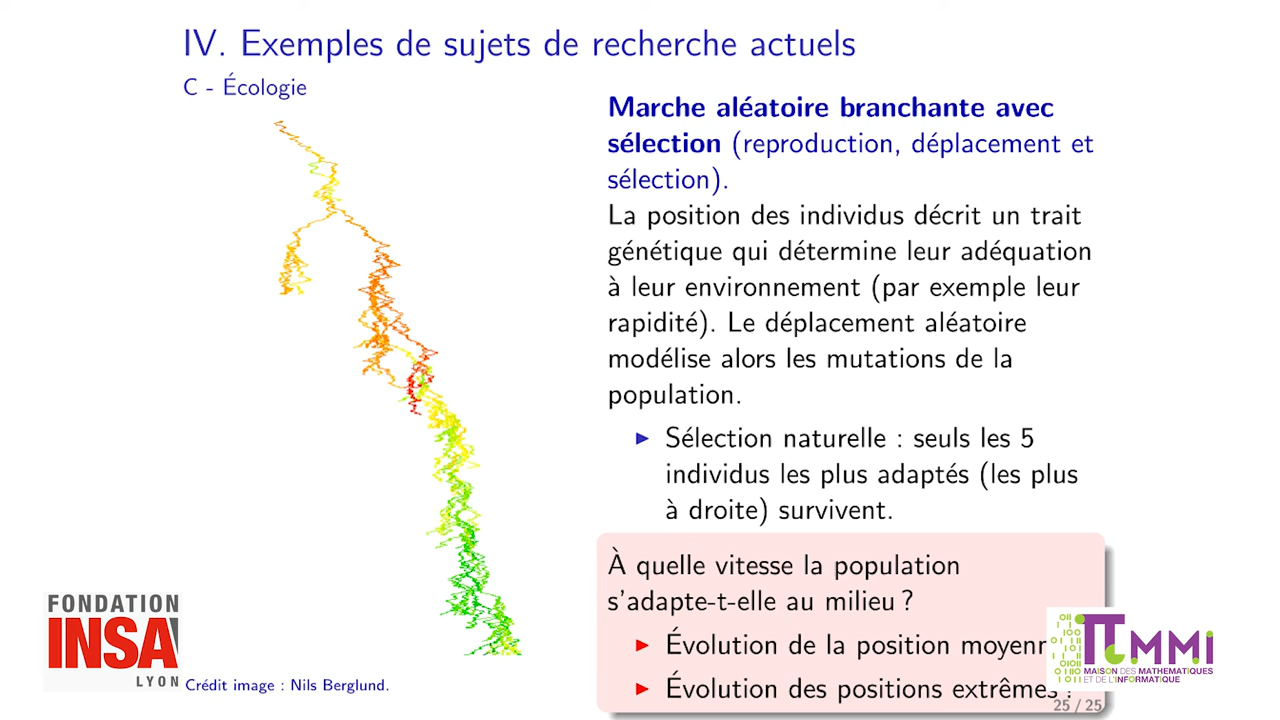 IV. Exemples de sujets de recherche actuels
C - Écologie
Marche aléatoire branchante avec
sélection (reproduction, déplacement et
sélection).
La position des individus décrit un trait
génétique qui détermine leur adéquation
à leur environnement (par exemple leur
rapidité). Le déplacement aléatoire
modélise alors les mutations de la
population.
▶ Sélection naturelle : seuls les 5
individus les plus adaptés (les plus
à droite) survivent.
À quelle vitesse la population
s'adapte-t-elle au milieu ?
▶ Évolution de la position
▶ Évolution des positions extrêmes ?
25 / 25
FONDATION
INSA
LYON
Crédit image : Nils Berglund.
MMI
MAISON DES MATHÉMATIQUES
ET DE L'INFORMATIQUE